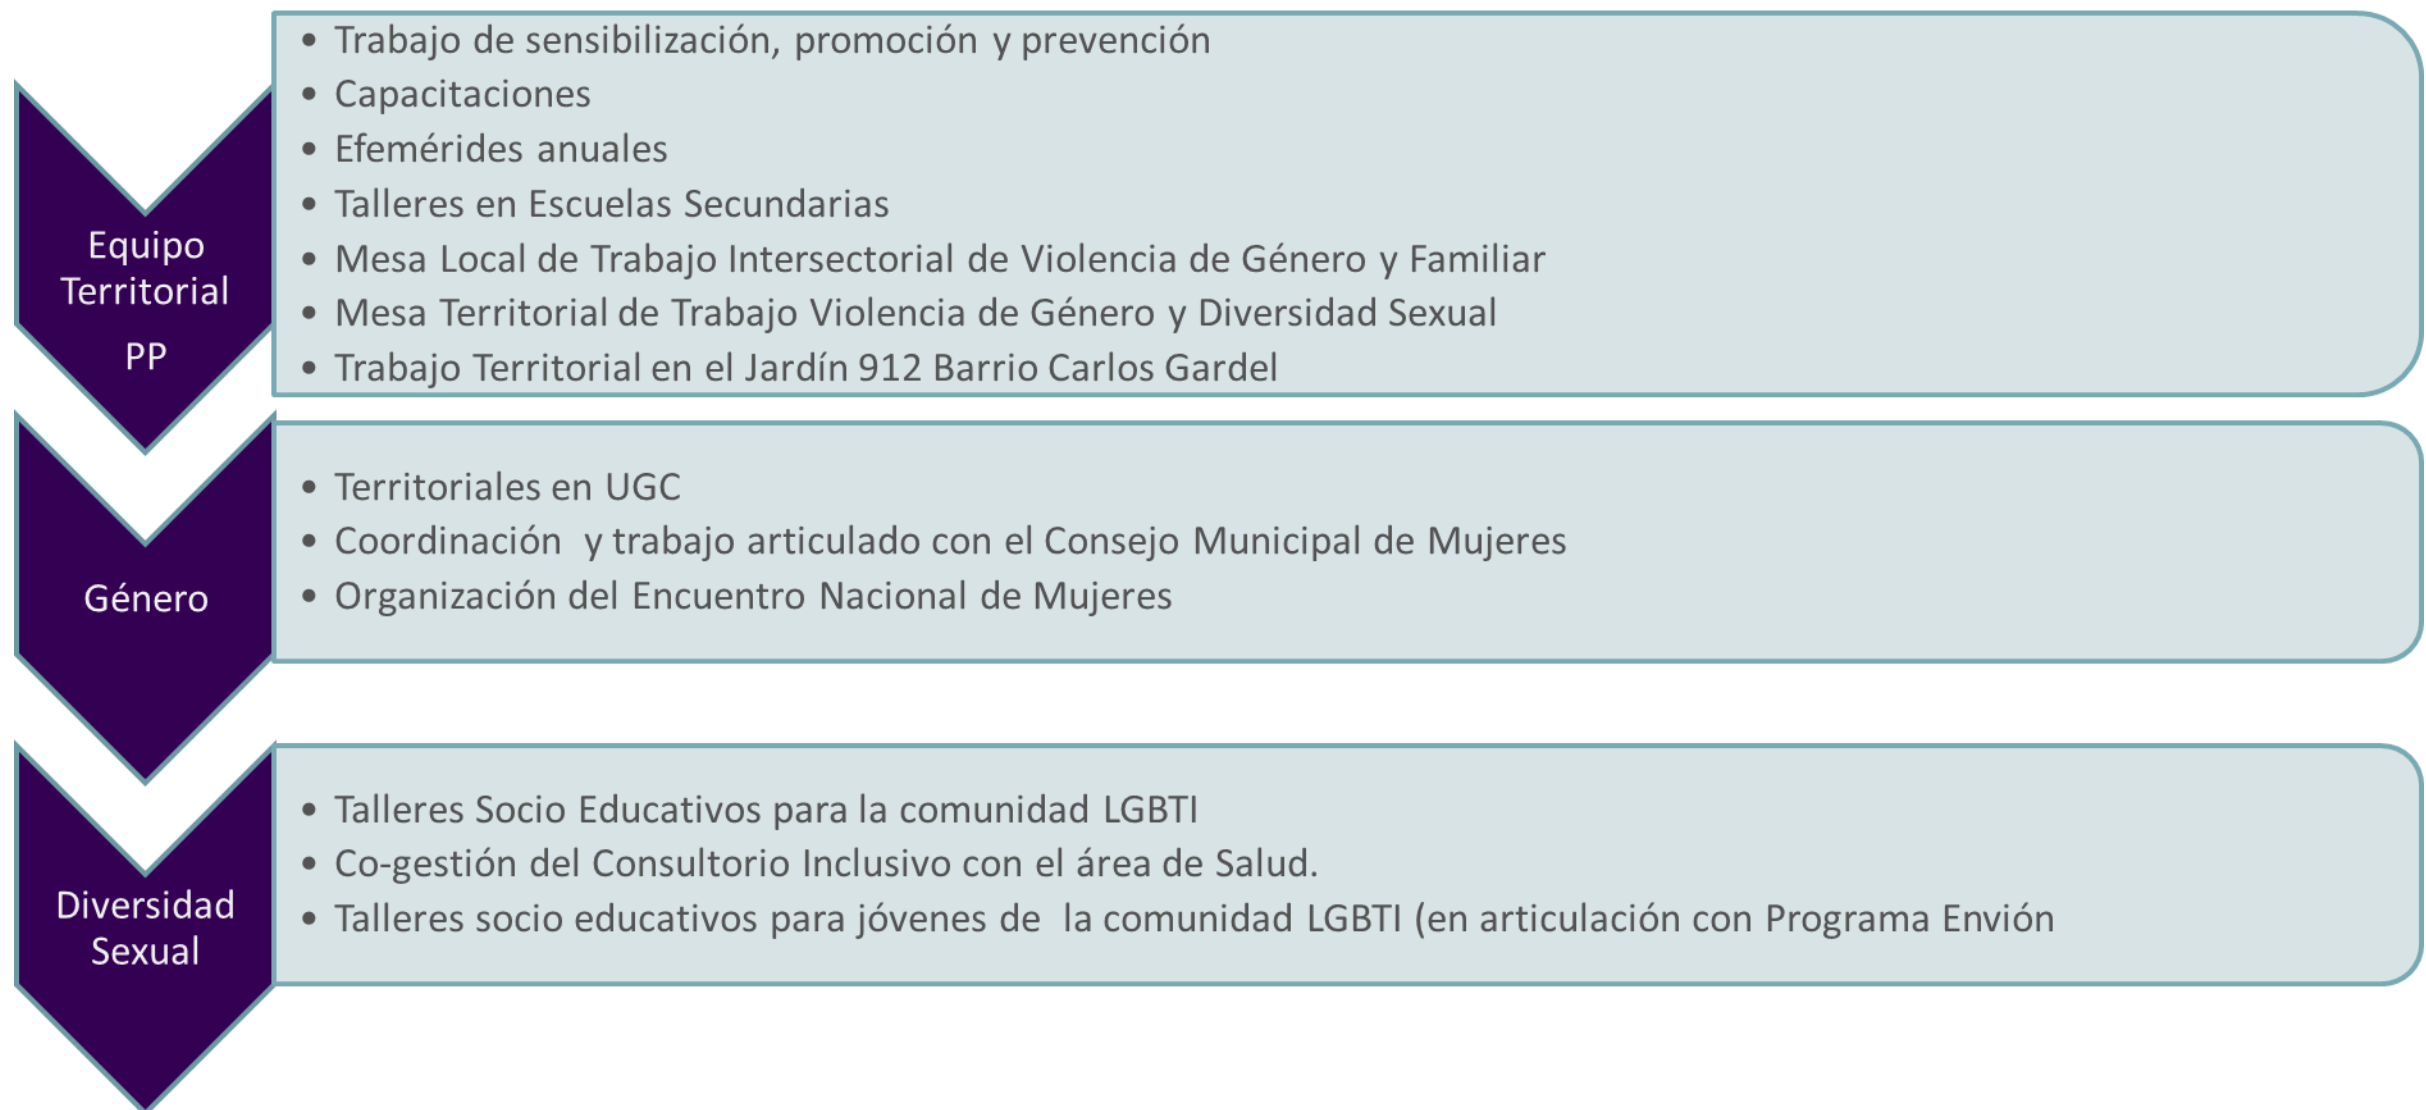 Equipo
Territorial
PP
• Trabajo de sensibilización, promoción y prevención
• Capacitaciones
• Efemérides anuales
• Talleres en Escuelas Secundarias
• Mesa Local de Trabajo Intersectorial de Violencia de Género y Familiar
• Mesa Territorial de Trabajo Violencia de Género y Diversidad Sexual
• Trabajo Territorial en el Jardín 912 Barrio Carlos Gardel
Género
• Territoriales en UGC
• Coordinación  y trabajo articulado con el Consejo Municipal de Mujeres
• Organización del Encuentro Nacional de Mujeres
Diversidad
Sexual
• Talleres Socio Educativos para la comunidad LGBTI
• Co-gestión del Consultorio Inclusivo con el área de Salud.
• Talleres socio educativos para jóvenes de  la comunidad LGBTI (en articulación con Programa Envión